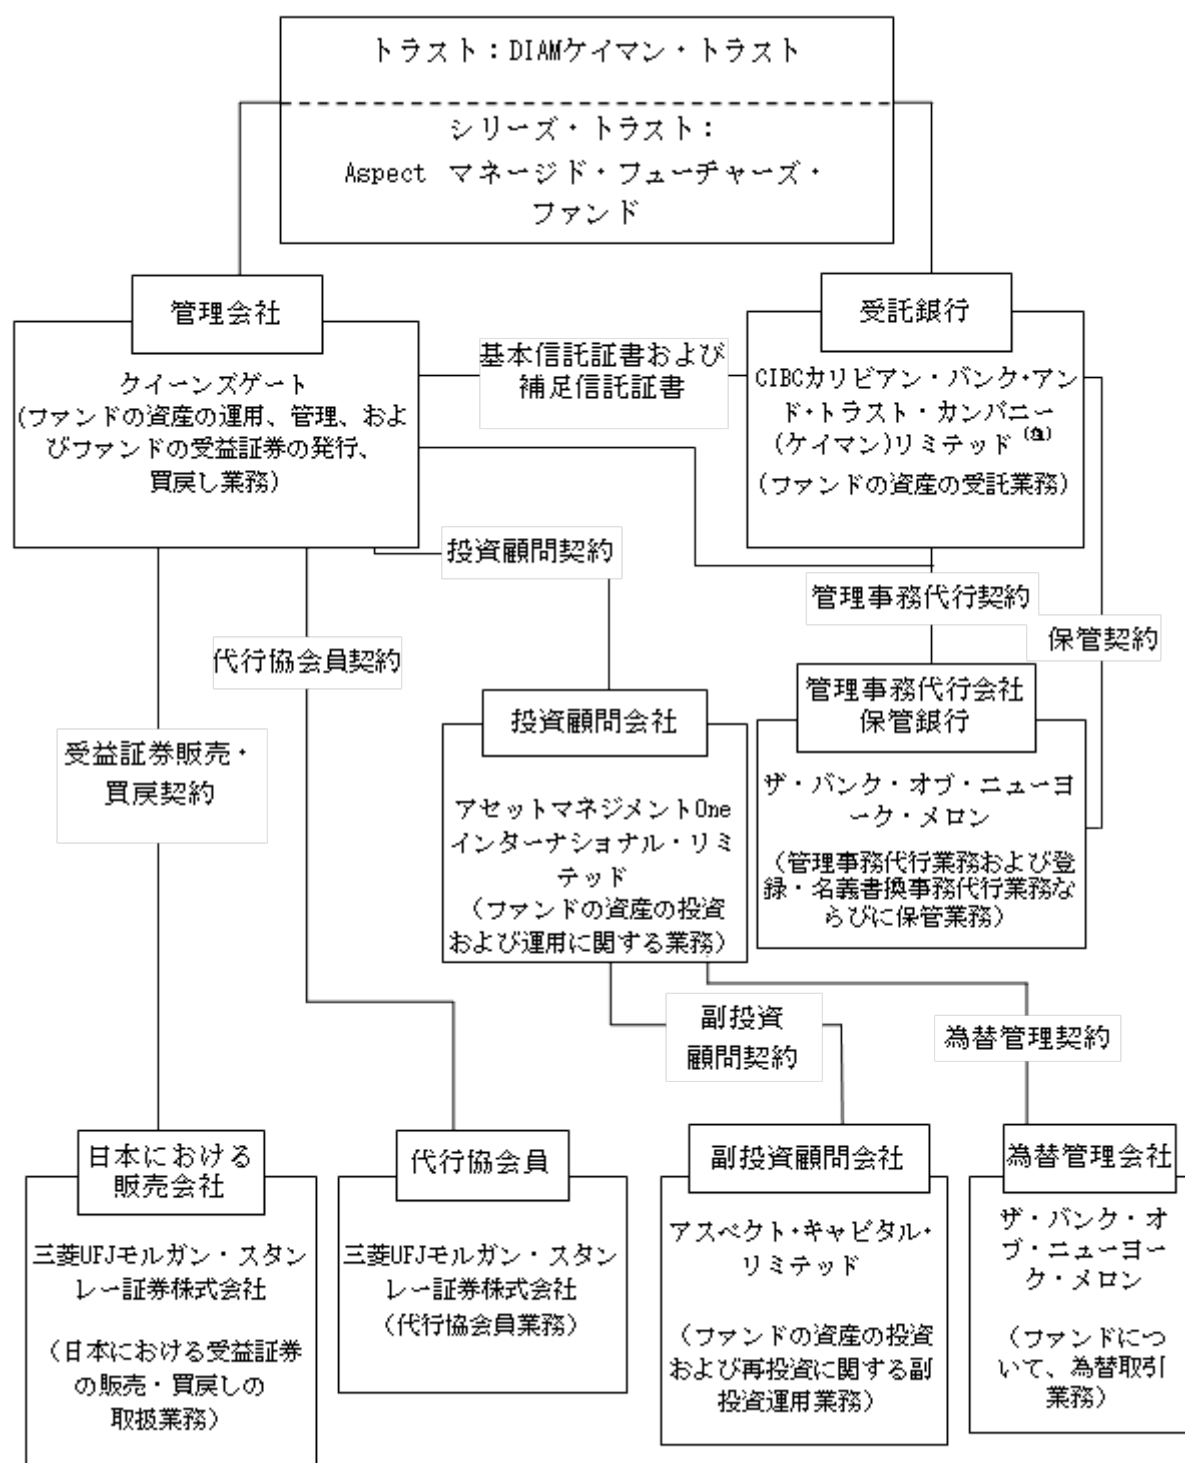 トラスト：DIAMケイマン・トラスト
シリーズ・トラスト：
Aspect マネージド・フューチャーズ・
ファンド
管理会社
クイーンズゲート
(ファンドの資産の運用、管理、およ
びファンドの受益証券の発行、
買戻し業務)
基本信託証書および
補足信託証書
受託銀行
CIBCカリビアン・バンク・アン
ド・トラスト・カンパニー
(ケイマン)リミテッド
(ファンドの資産の受託業務)
投資顧問契約
管理事務代行契約
保管契約
代行協会員契約
受益証券販売・
買戻契約
投資顧問会社
アセットマネジメントOne
インターナショナル・リミ
テッド
（ファンドの資産の投資
および運用に関する業務）
管理事務代行会社
保管銀行
ザ・バンク・オブ・ニューヨ
ーク・メロン
（管理事務代行業務および登
録・名義書換事務代行業務な
らびに保管業務）
副投資
顧問契約
為替管理契約
日本における
販売会社
三菱UFJモルガン・スタン
レー証券株式会社
（日本における受益証券
の販売・買戻しの
取扱業務）
代行協会員
三菱UFJモルガン・スタン
レー証券株式会社
（代行協会員業務）
副投資顧問会社
アスペクト・キャピタル・
リミテッド
（ファンドの資産の投資
および再投資に関する副
投資運用業務）
為替管理会社
ザ・バンク・オ
ブ・ニューヨー
ク・メロン
（ファンドにつ
いて、為替取引
業務）